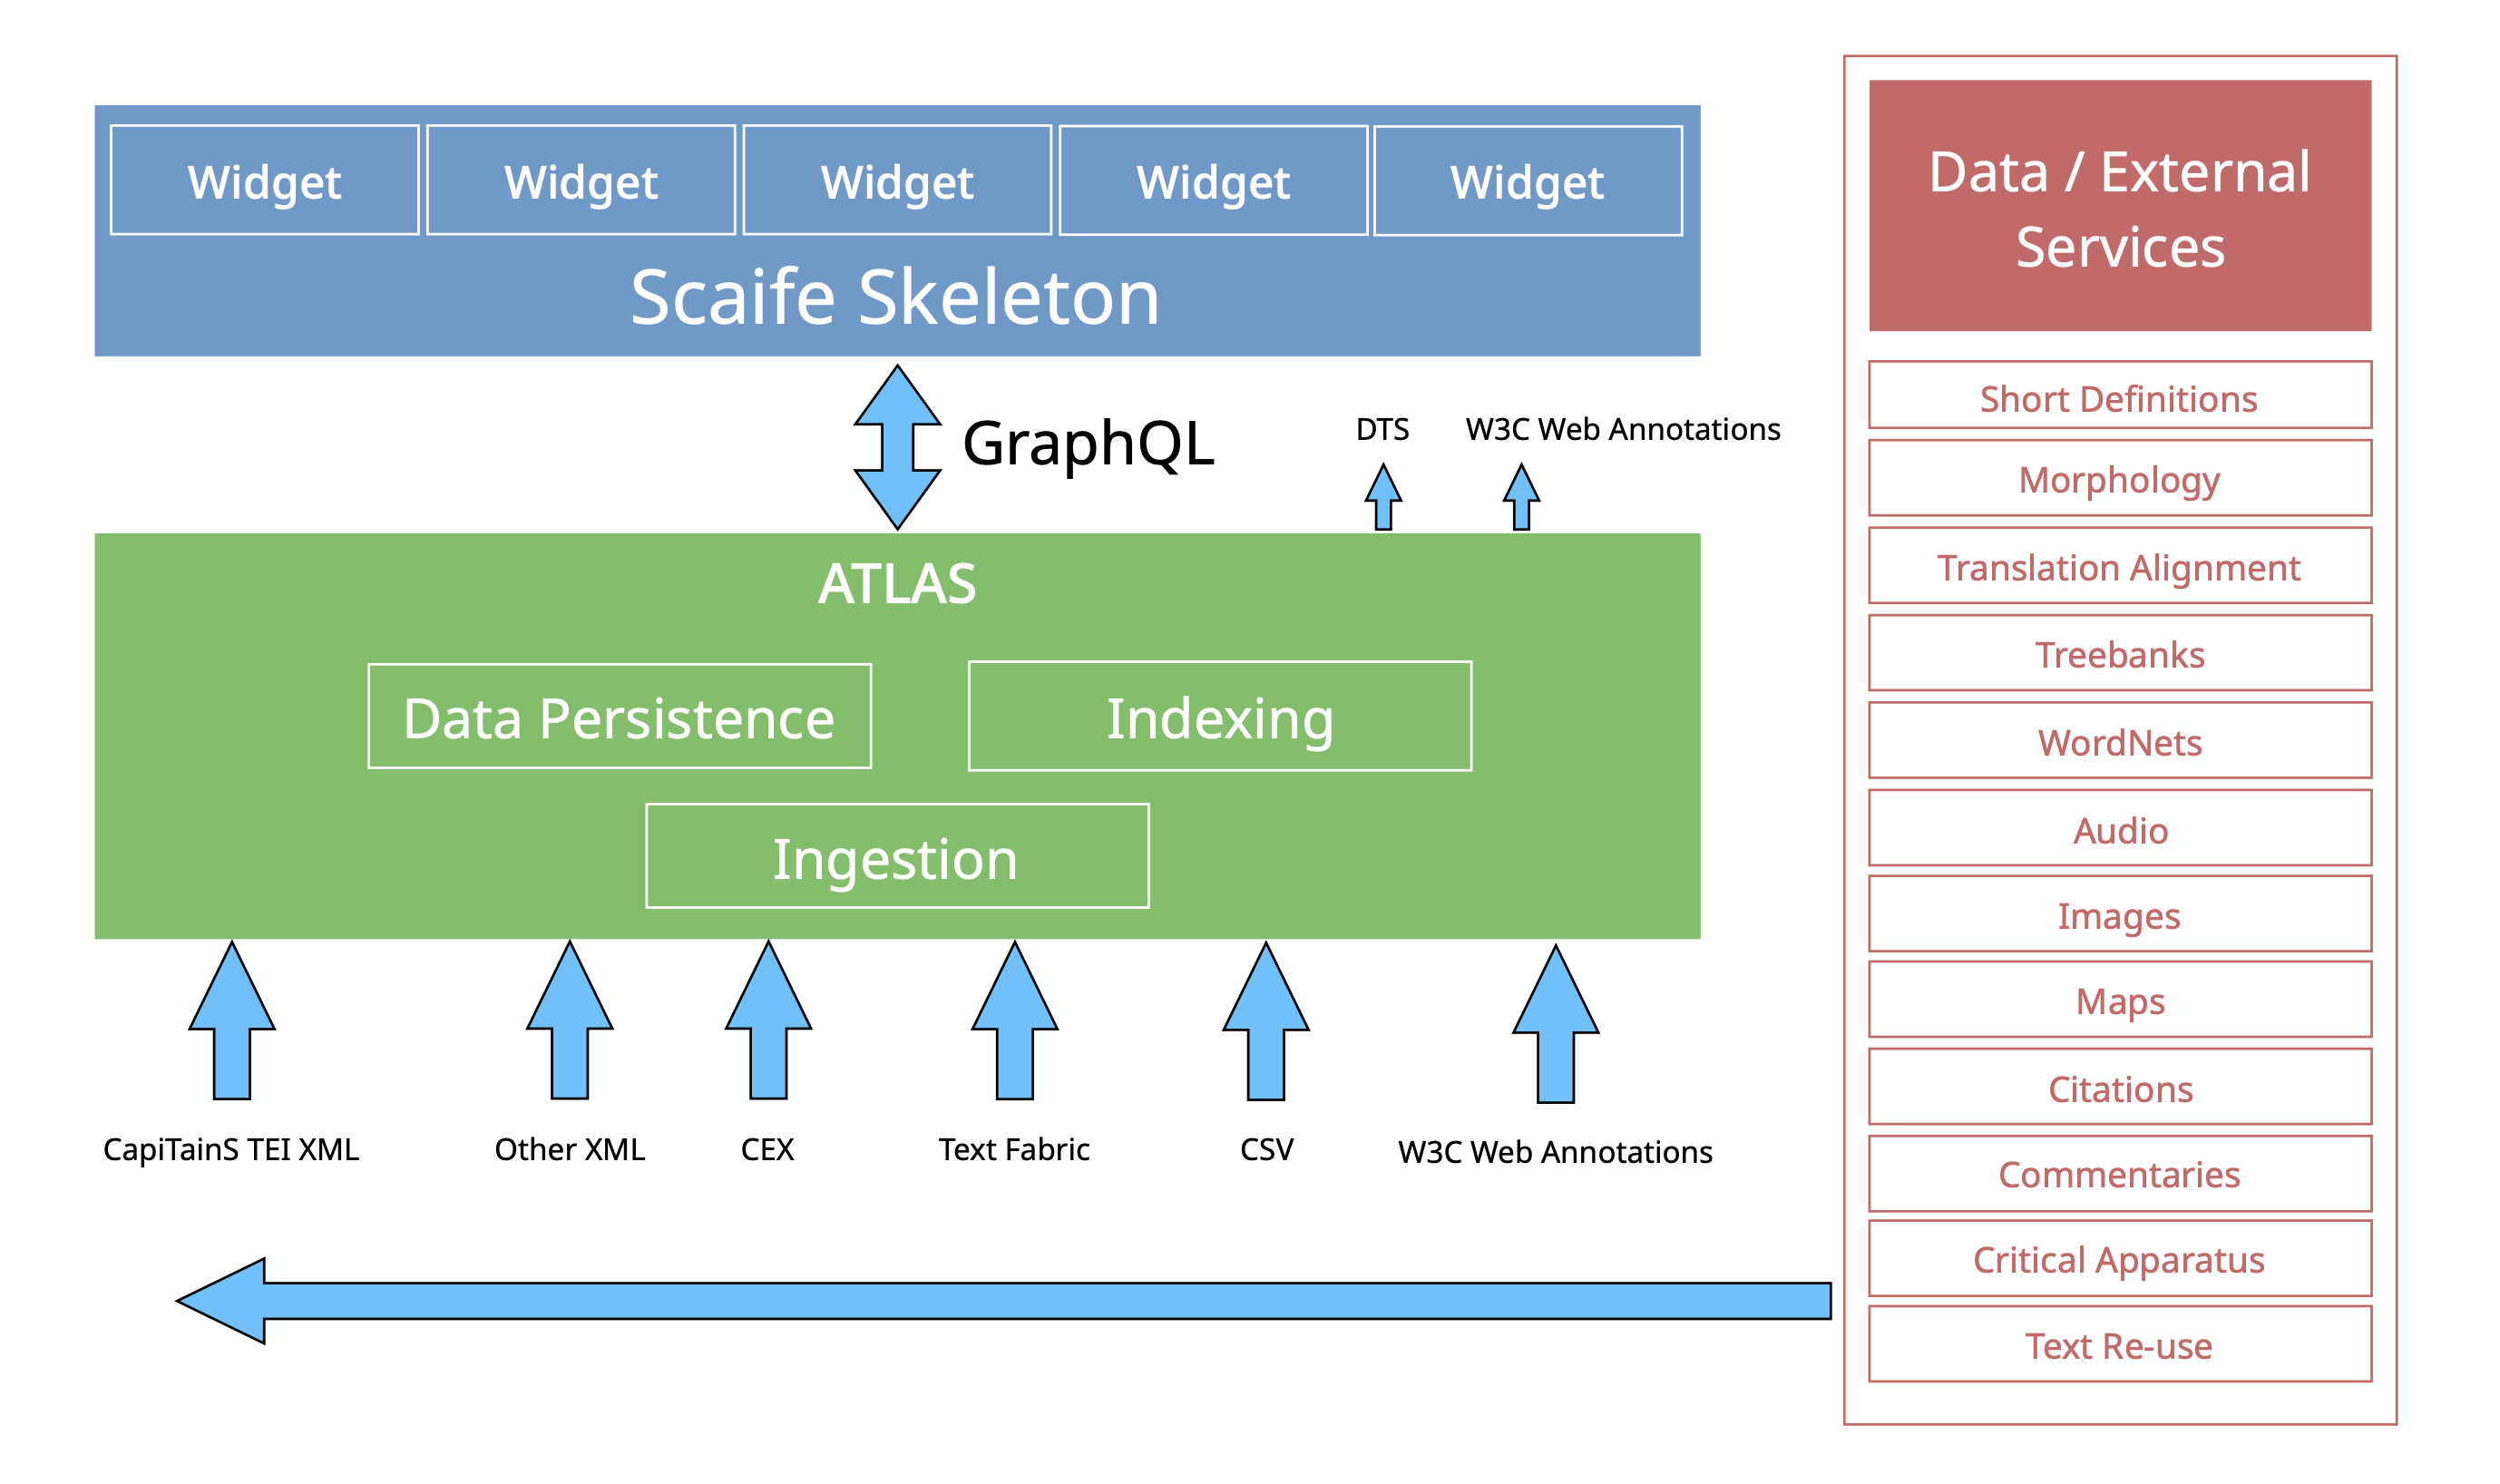 Widget
Widget
Widget
Widget
Widget
Scaife Skeleton
GraphQL
DTS
W3C Web Annotations
ATLAS
Data Persistence
Indexing
Ingestion
CapiTainS TEI XML
Other XML
CEX
Text Fabric
CSV
W3C Web Annotations
Data / External
Services
Short Definitions
Morphology
Translation Alignment
Treebanks
WordNets
Audio
Images
Maps
Citations
Commentaries
Critical Apparatus
Text Re-use